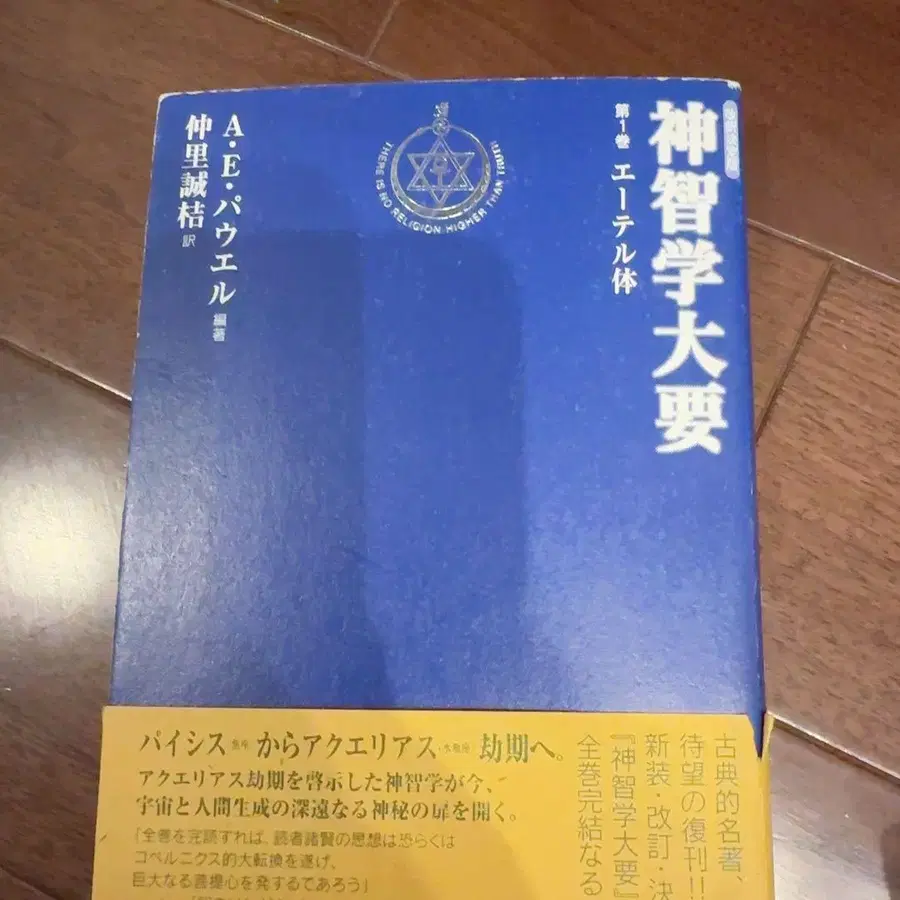 神智学大要
第1巻 エーテル体
THERE IS NO RELIGION HIGHER THAN TRUTH
A・E・パウエル 編著
仲里誠桔 訳
古典的名著、
待望の復刊!!
新装・改訂・決
『神智学大要』
全巻完結なる
パイシス からアクエリアス 劫期へ。
アクエリアス劫期を啓示した神智学が今、
宇宙と人間生成の深遠なる神秘の扉を開く。
「全巻を完読すれば、読者諸賢の思想は恐らくは
コペルニクス的大転換を遂げ、
巨大なる菩提心を発するであろう」